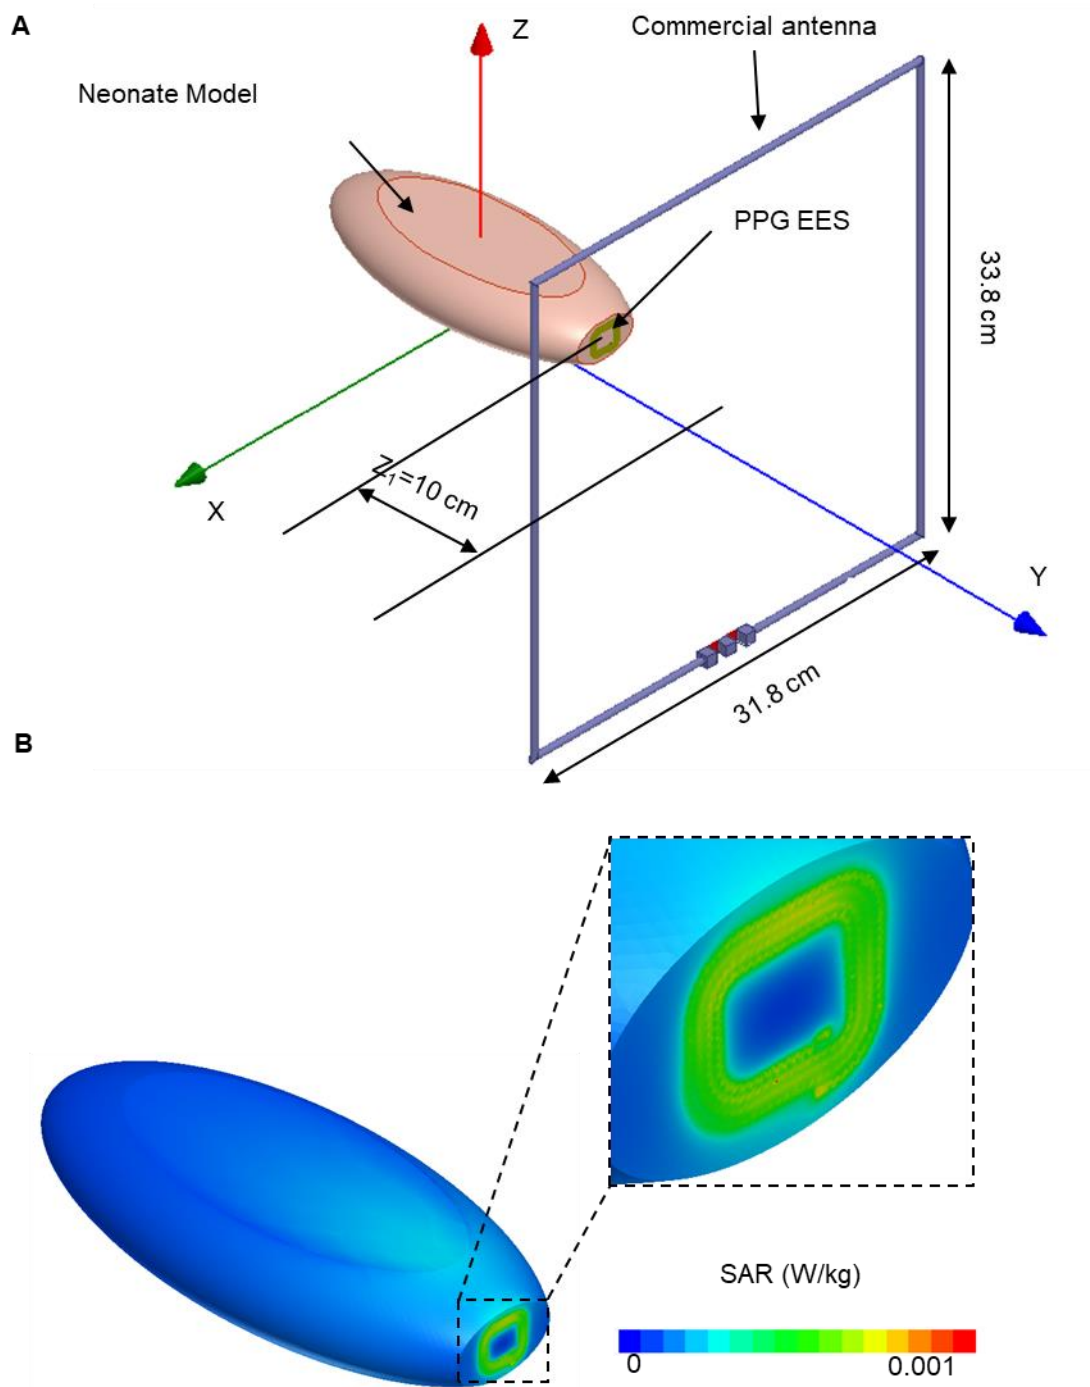 A
Z
Commercial antenna
Neonate Model
PPG EES
33.8 cm
Z1=10 cm
X
Y
31.8 cm
B
SAR (W/kg)
0
0.001